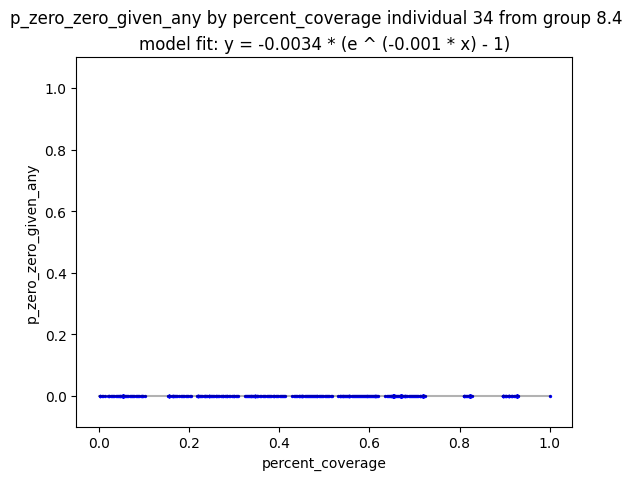 p_zero_zero_given_any by percent_coverage individual 34 from group 8.4
model fit: y = -0.0034 * (e ^ (-0.001 * x) - 1)
1.0
0.8
0.6
0.4
0.2
0.0
p_zero_zero_given_any
0.0 0.2 0.4 0.6 0.8 1.0
percent_coverage